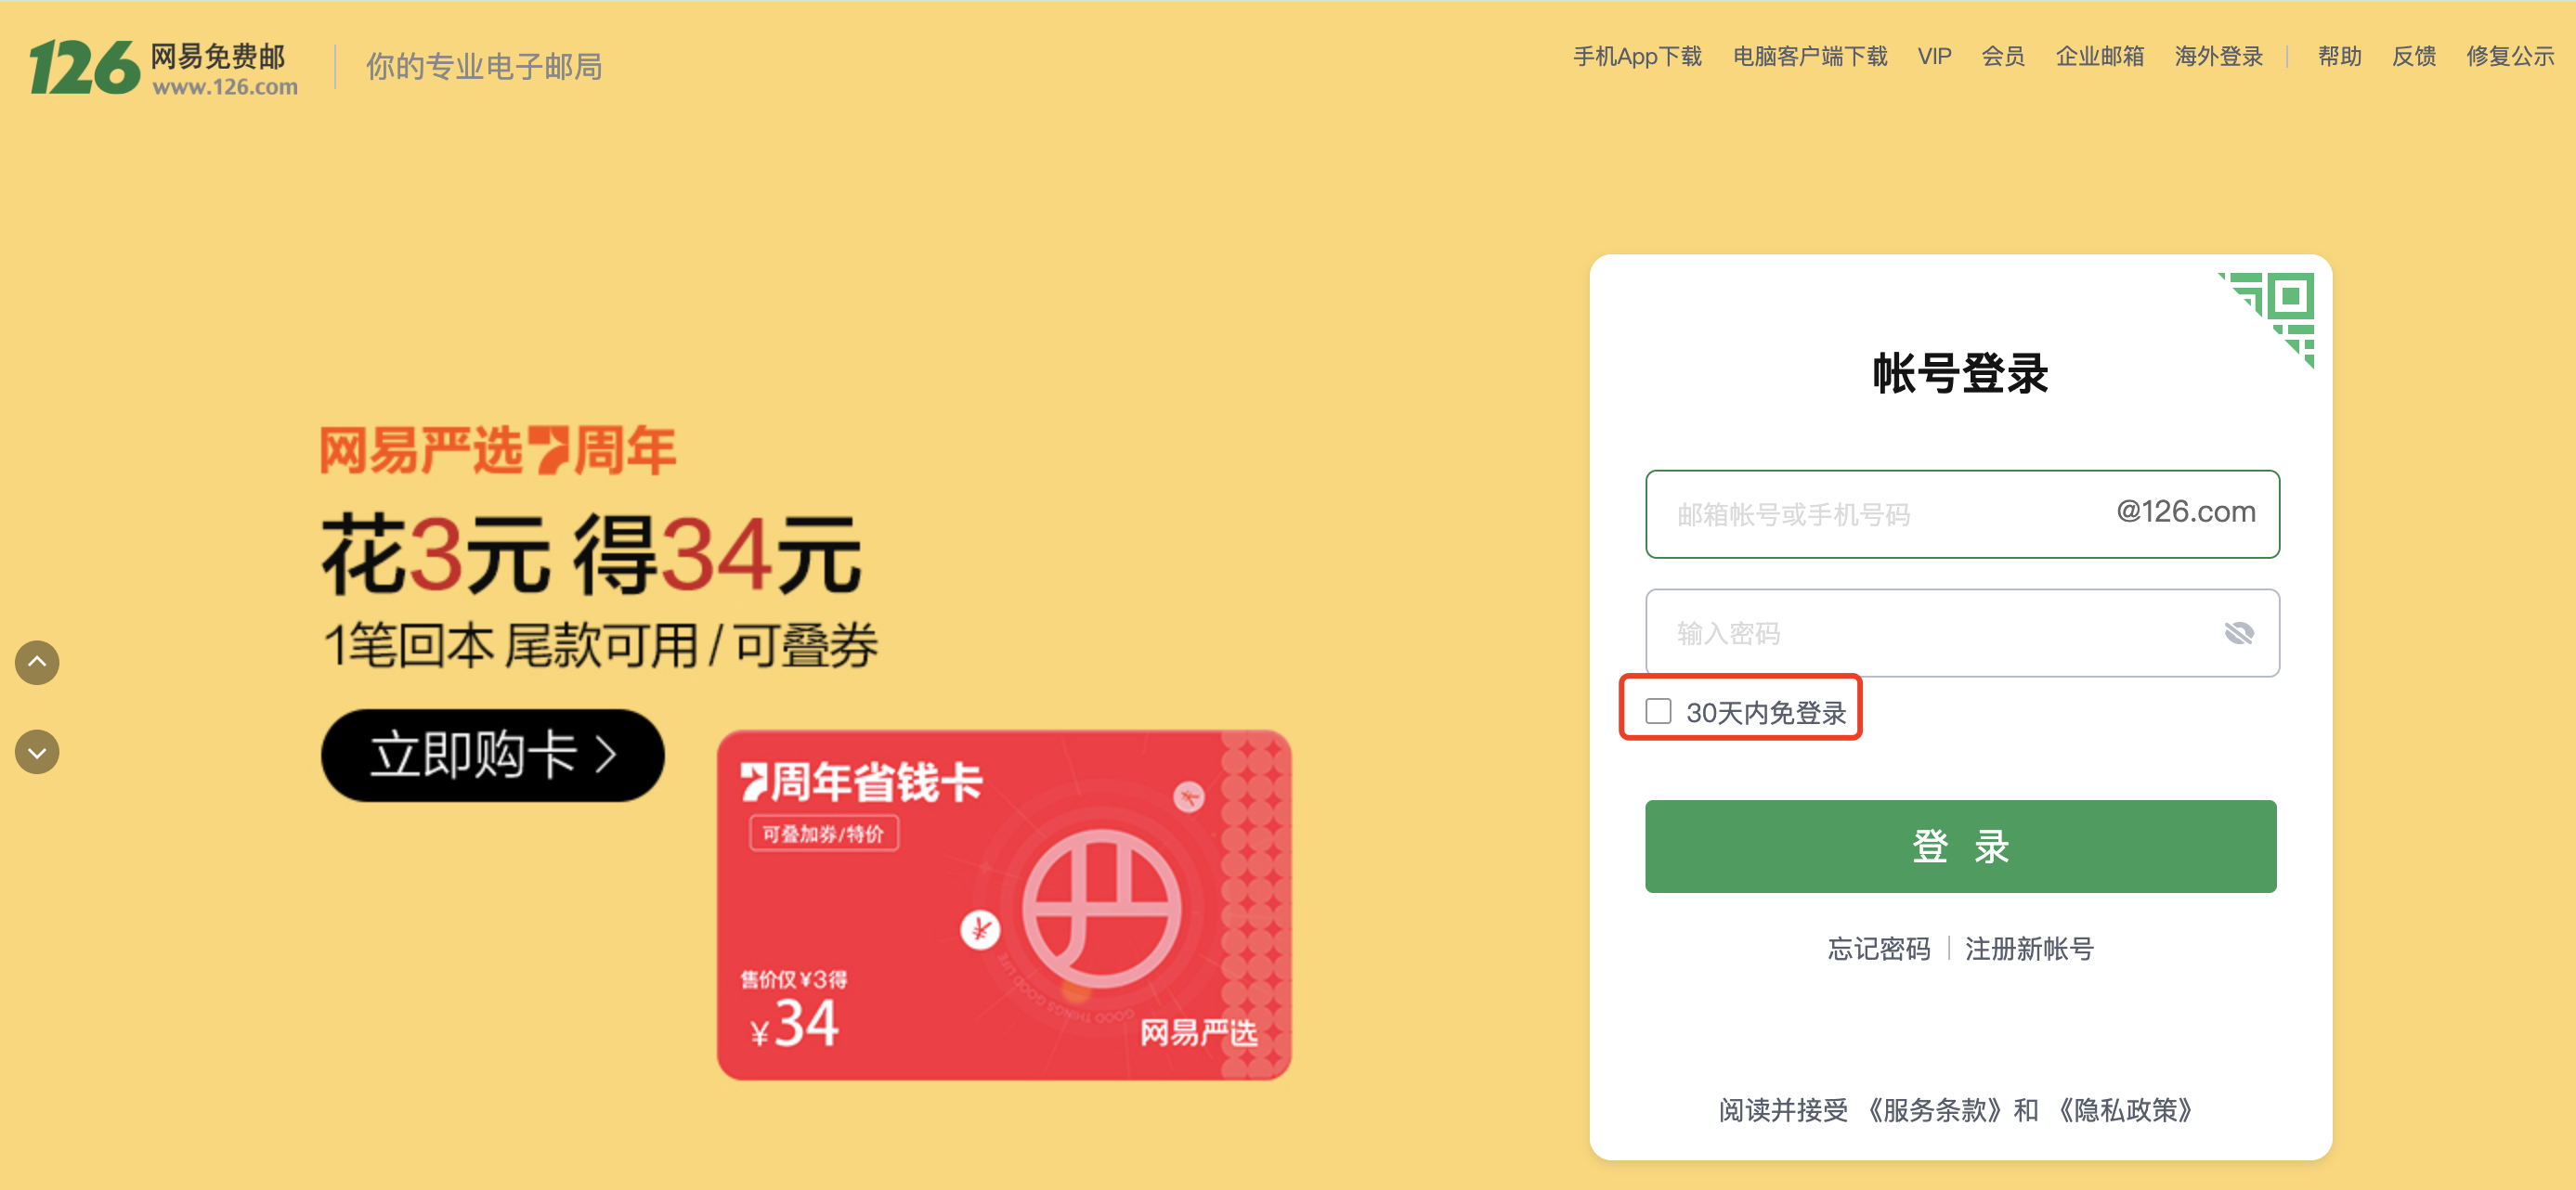 126 网易免费邮
www.126.com
你的专业电子邮局
手机App下载 电脑客户端下载 VIP 会员 企业邮箱 海外登录 | 帮助 反馈 修复公示
网易严选7周年
花3元 得34元
1笔回本 尾款可用 / 可叠券
立即购卡 >
7周年省钱卡
可叠加券/特价
售价仅¥3得
¥34
GOOD THINGS GOOD LIFE
网易严选
帐号登录
邮箱帐号或手机号码 @126.com
输入密码
30天内免登录
登 录
忘记密码 | 注册新帐号
阅读并接受 《服务条款》和 《隐私政策》